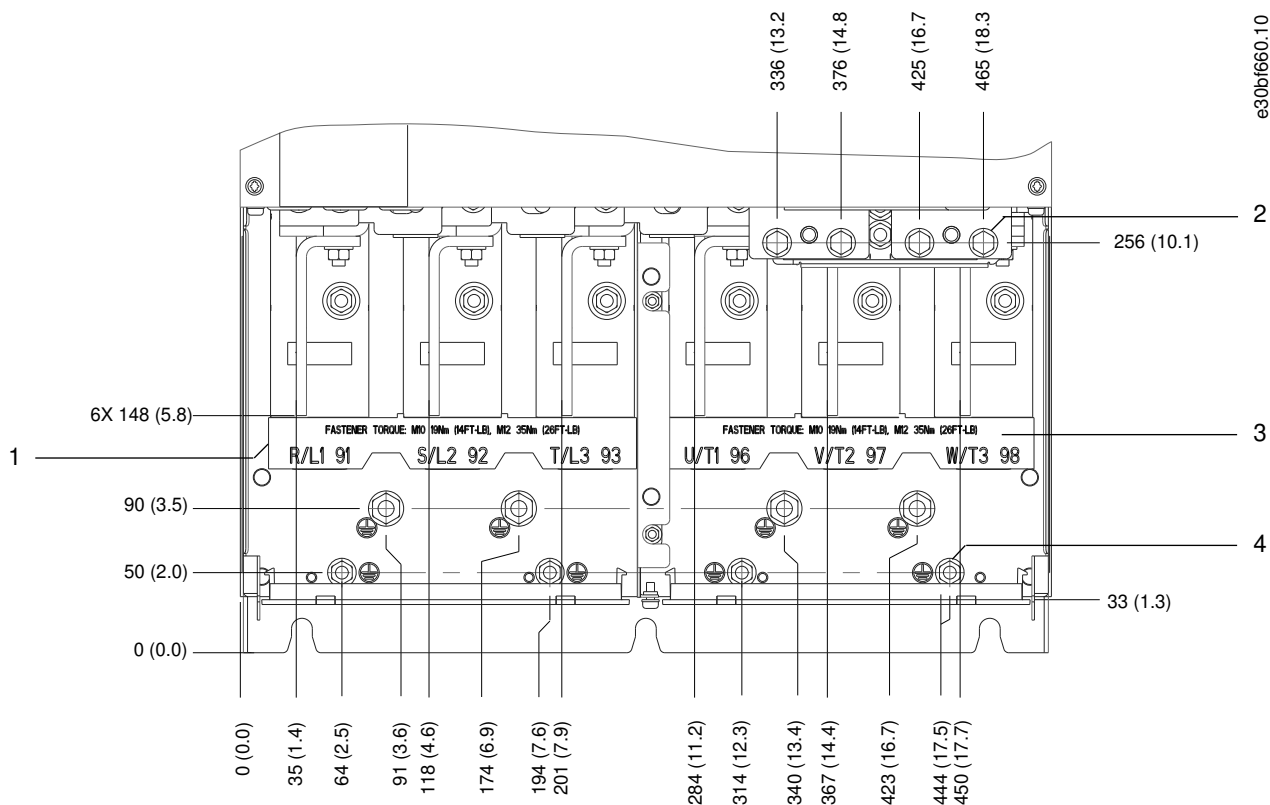 336 (13.2
376 (14.8
425 (16.7
465 (18.3
e30bf660.10
2
256 (10.1)
6X 148 (5.8)
1
FASTENER TORQUE: M10 19Nm (14FT-LB), M12 35Nm (26FT-LB)
FASTENER TORQUE: M10 19Nm (14FT-LB), M12 35Nm (26FT-LB)
3
R/L1 91
S/L2 92
T/L3 93
U/T1 96
V/T2 97
W/T3 98
90 (3.5)
4
50 (2.0)
33 (1.3)
0 (0.0)
0 (0.0)
35 (1.4)
64 (2.5)
91 (3.6)
118 (4.6)
174 (6.9)
194 (7.6)
201 (7.9)
284 (11.2)
314 (12.3)
340 (13.4)
367 (14.4)
423 (16.7)
444 (17.5)
450 (17.7)